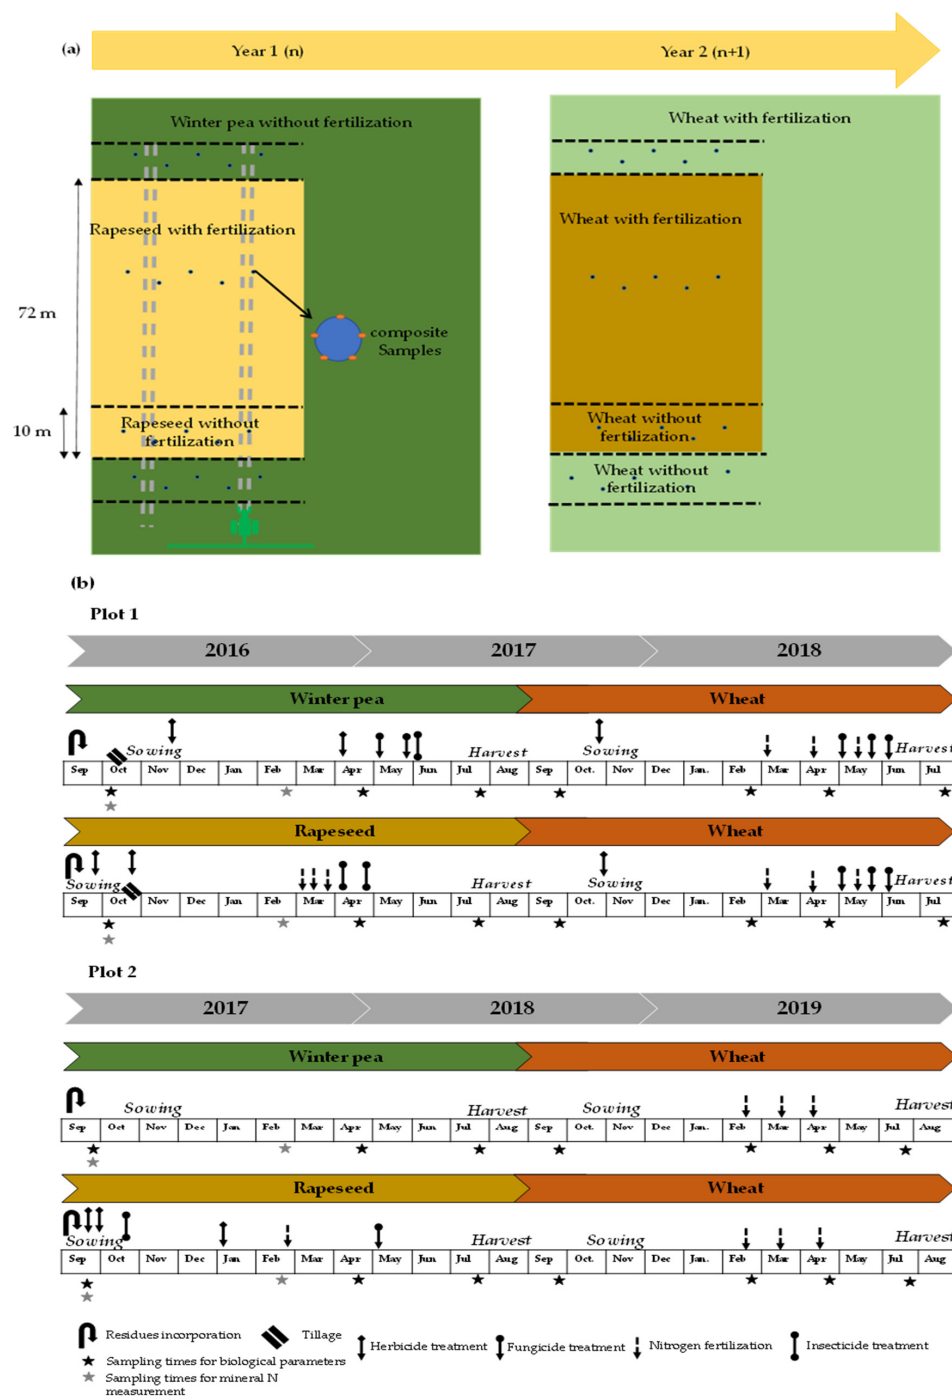 (a)
Year 1 (n)
Year 2 (n+1)
Winter pea without fertilization
Wheat with fertilization
Rapeseed with fertilization
Wheat with fertilization
72 m
composite
Samples
10 m
Rapeseed without
fertilization
Wheat without
fertilization
Wheat without
fertilization
(b)
Plot 1
2016
2017
2018
Winter pea
Wheat
Sowing
Harvest
Sowing
Harvest
Sep Oct Nov Dec Jan Feb Mar Apr May Jun Jul Aug Sep Oct. Nov Dec Jan. Feb Mar Apr May Jun Jul
Rapeseed
Wheat
Sowing
Harvest
Sowing
Harvest
Sep Oct Nov Dec Jan Feb Mar Apr May Jun Jul Aug Sep Oct. Nov Dec Jan. Feb Mar Apr May Jun Jul
Plot 2
2017
2018
2019
Winter pea
Wheat
Sowing
Harvest
Sowing
Harvest
Sep Oct Nov Dec Jan Feb Mar Apr May Jun Jul Aug Sep Oct. Nov Dec Jan. Feb Mar Apr May Jun Jul Aug
Rapeseed
Wheat
Sowing
Harvest
Sowing
Harvest
Sep Oct Nov Dec Jan Feb Mar Apr May Jun Jul Aug Sep Oct. Nov Dec Jan. Feb Mar Apr May Jun Jul Aug
Residues incorporation
Tillage
Herbicide treatment
Fungicide treatment
Nitrogen fertilization
Insecticide treatment
Sampling times for biological parameters
Sampling times for mineral N
measurement